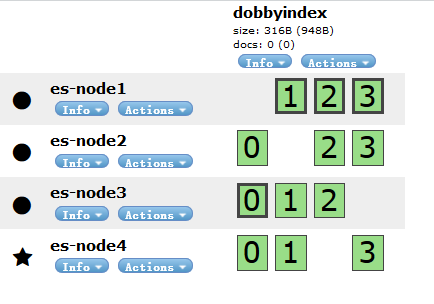 dobbyindex
size: 316B (948B)
docs: 0 (0)
Info Actions
es-node1
Info Actions
1 2 3
es-node2
Info Actions
0 2 3
es-node3
Info Actions
0 1 2
es-node4
Info Actions
0 1 3